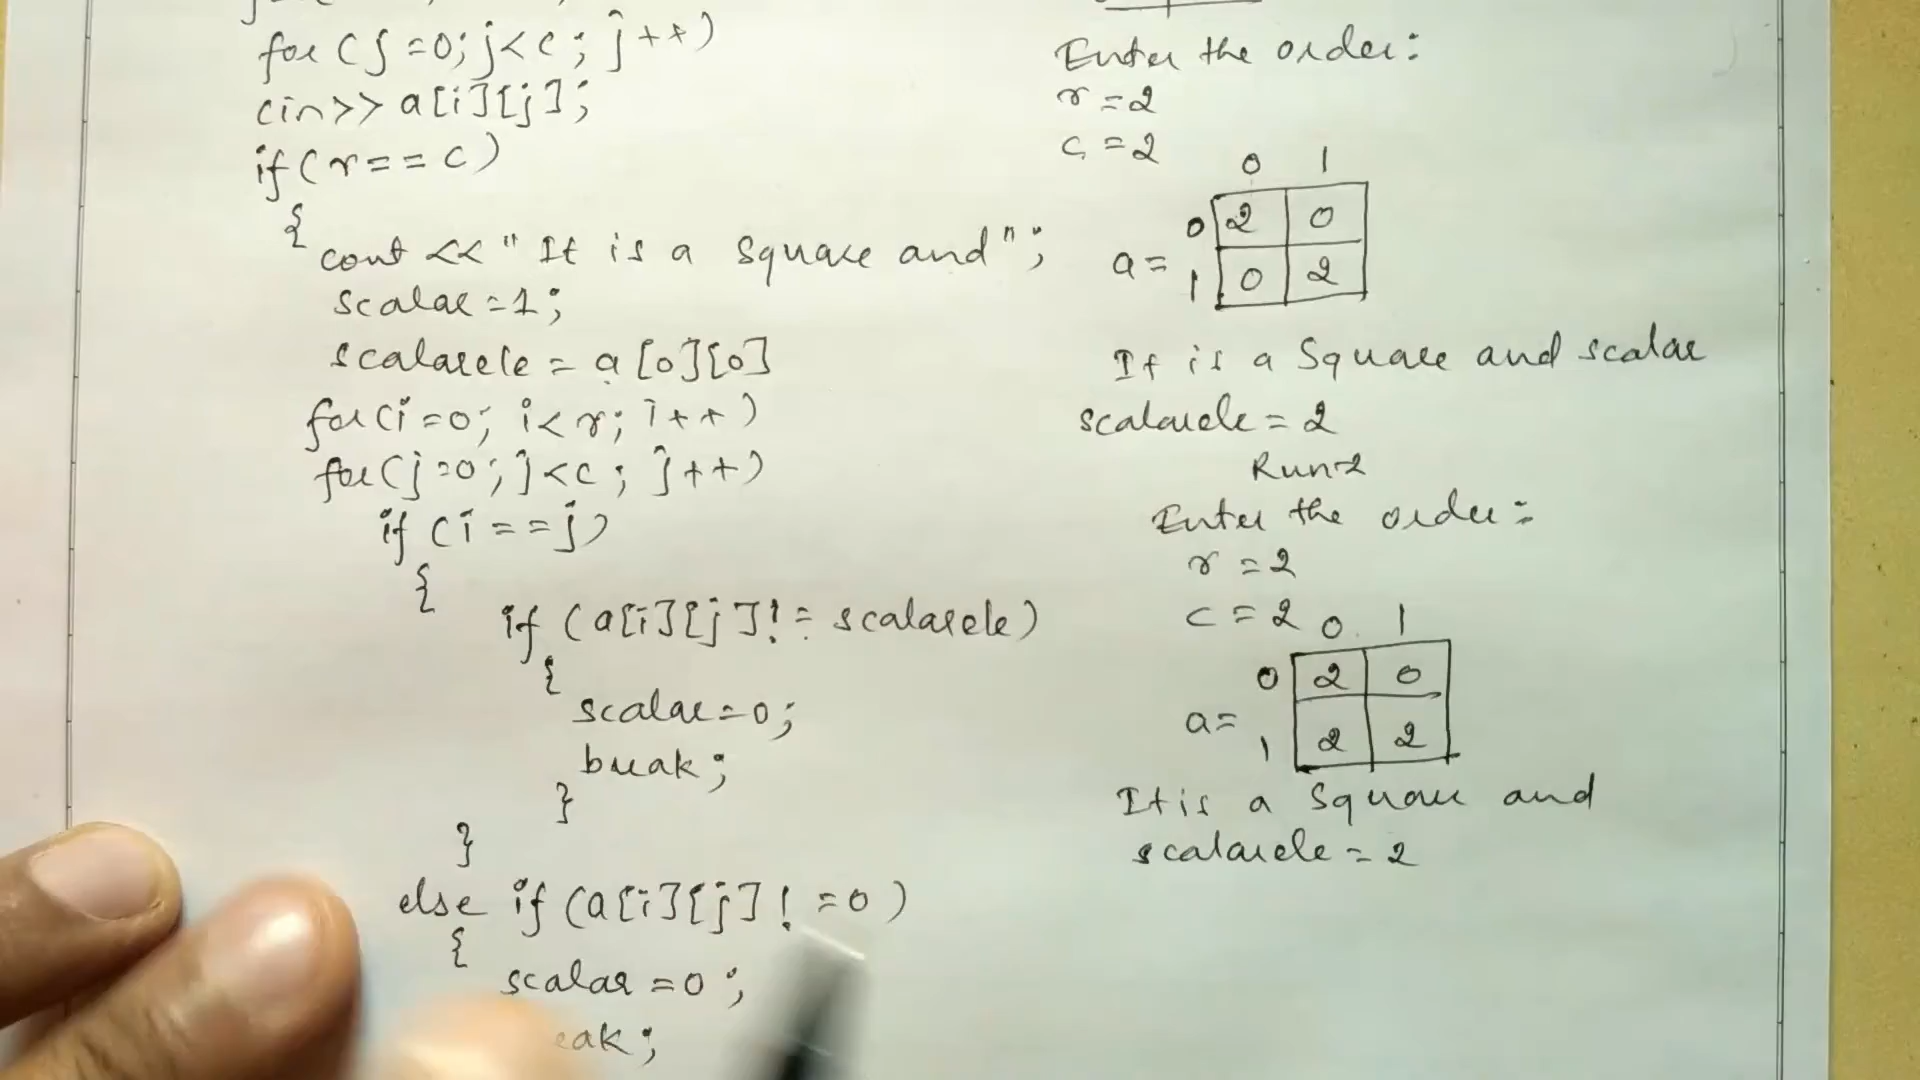 for(j=0;j<c;j++)
cin>>a[i][j];
if(r==c)
{
cout<<"It is a square and";
scalar=1;
scalarele=a[0][0]
for(i=0;i<r;i++)
for(j=0;j<c;j++)
if(i==j)
{
if(a[i][j]!=scalarele)
{
scalar=0;
break;
}
}
else if(a[i][j]!=0)
{
scalar=0;
eak;
Enter the order:
r=2
c=2
0 1
0 2 0
a=
1 0 2
It is a Square and scalar
scalarele=2
Run2
Enter the order:
r=2
c=2
0 1
0 2 0
a=
1 2 2
It is a Square and
scalarele=2